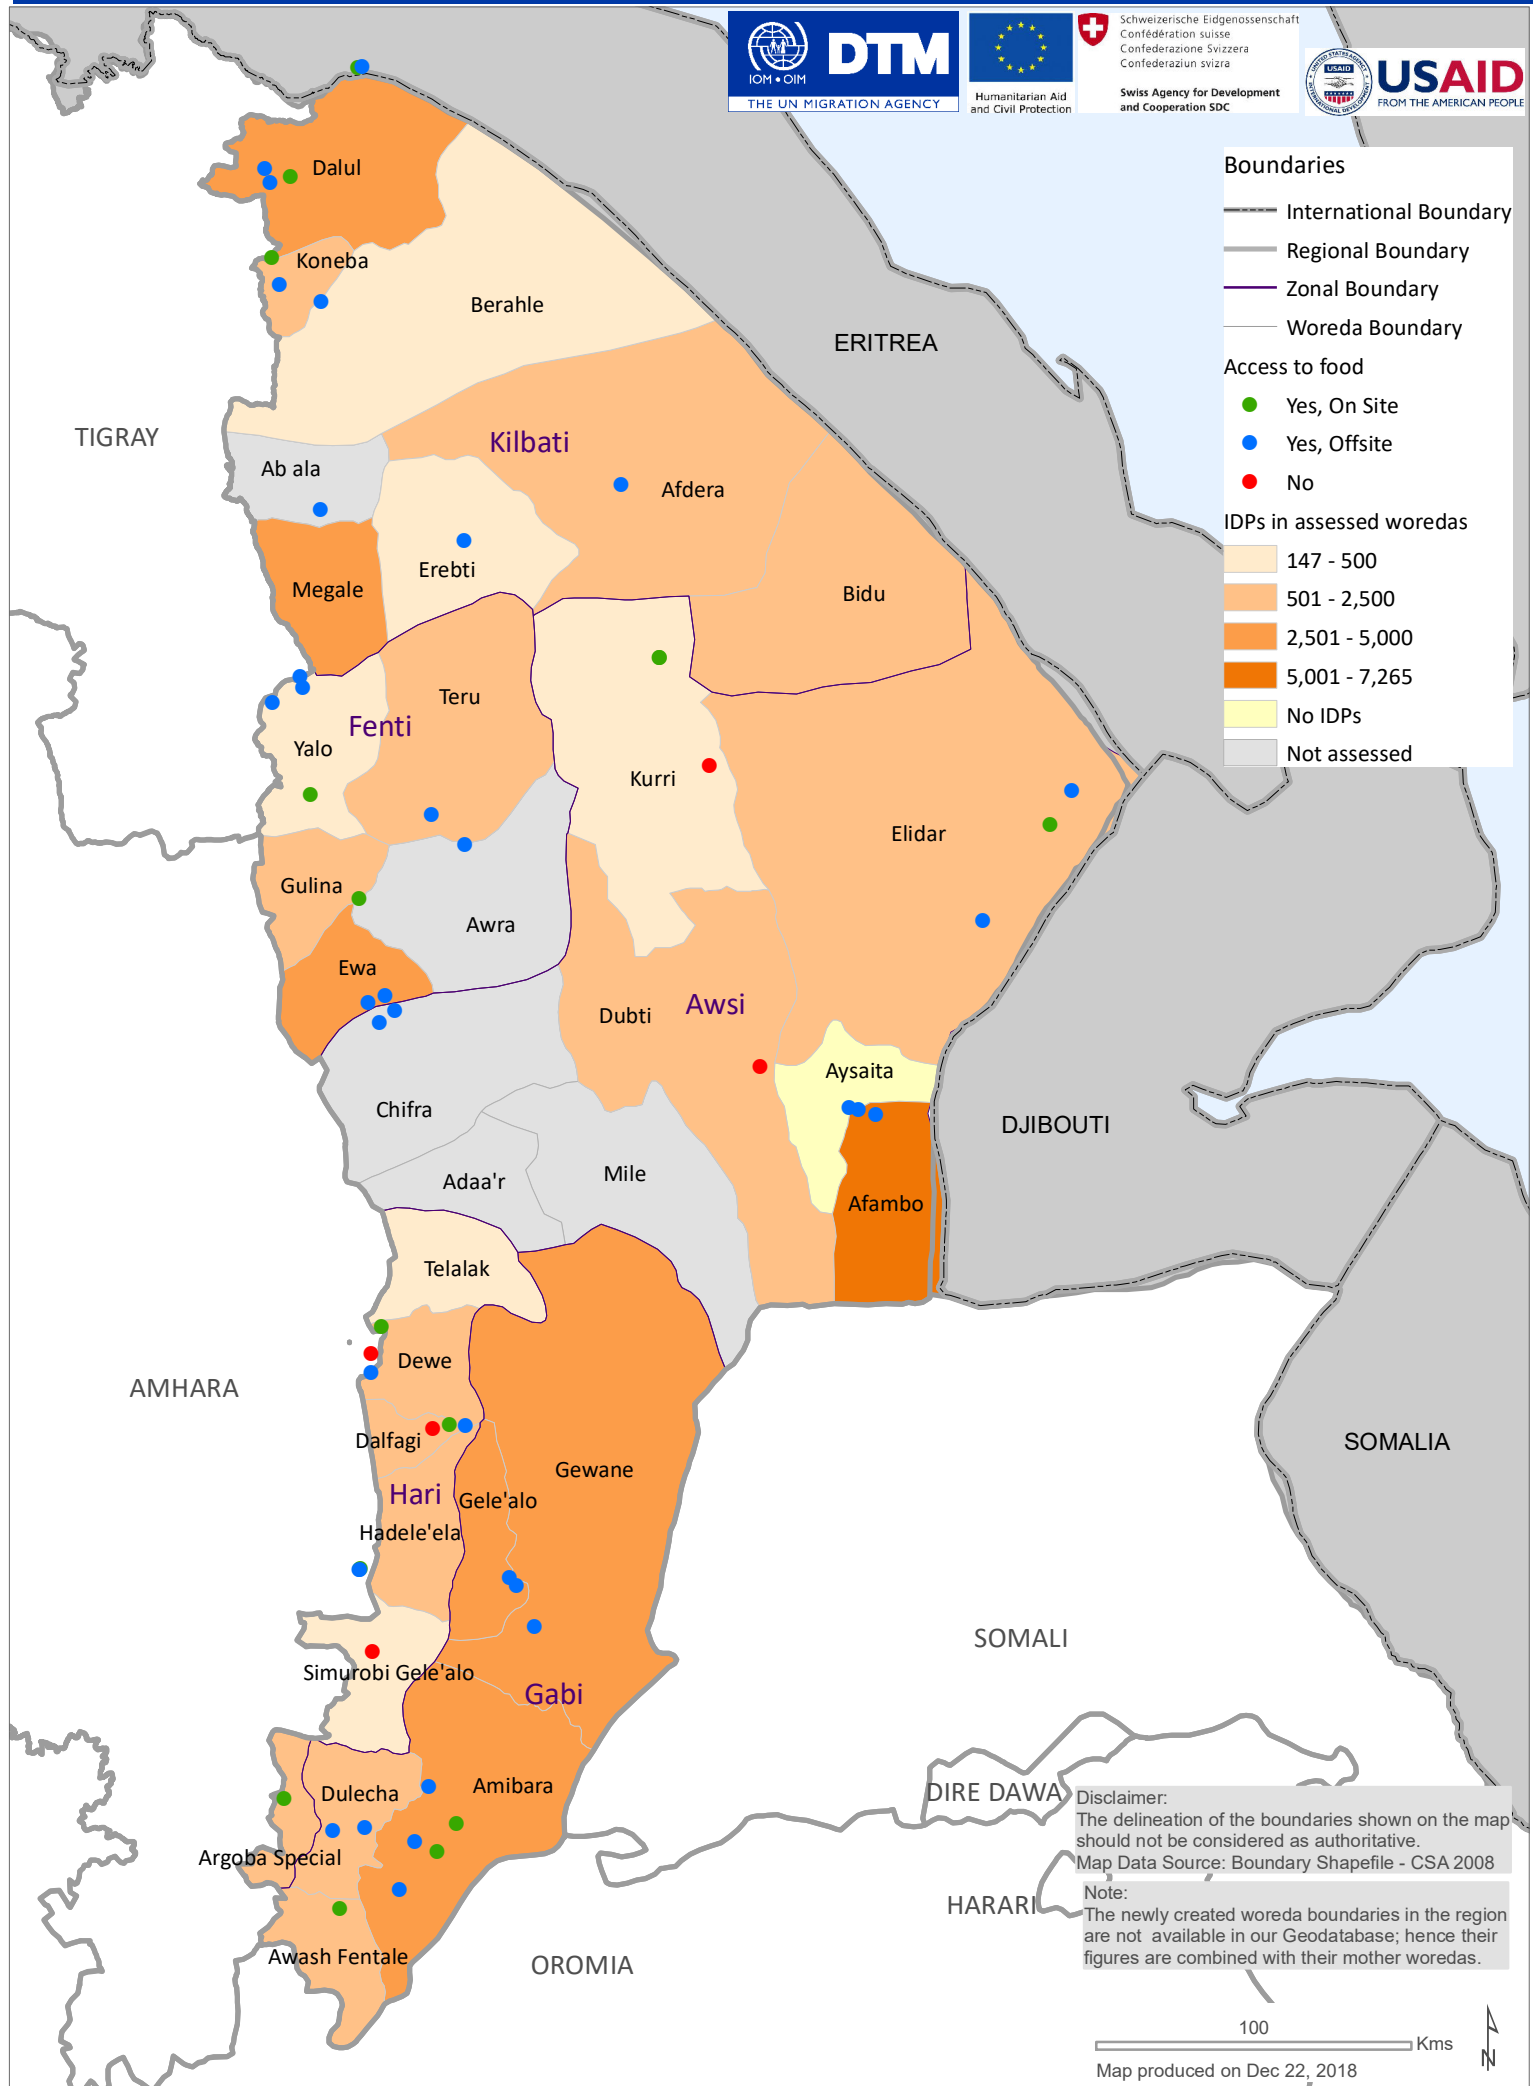 IOM • OIM
DTM
THE UN MIGRATION AGENCY
Humanitarian Aid
and Civil Protection
Schweizerische Eidgenossenschaft
Confédération suisse
Confederazione Svizzera
Confederaziun svizra
Swiss Agency for Development
and Cooperation SDC
UNITED STATES AGENCY
INTERNATIONAL DEVELOPMENT
USAID
USAID
FROM THE AMERICAN PEOPLE
Boundaries
International Boundary
Regional Boundary
Zonal Boundary
Woreda Boundary
Access to food
Yes, On Site
Yes, Offsite
No
IDPs in assessed woredas
147 - 500
501 - 2,500
2,501 - 5,000
5,001 - 7,265
No IDPs
Not assessed
Dalul
Koneba
Berahle
ERITREA
TIGRAY
Kilbati
Ab ala
Afdera
Erebti
Megale
Bidu
Teru
Fenti
Yalo
Kurri
Elidar
Gulina
Awra
Ewa
Dubti
Awsi
Aysaita
Chifra
DJIBOUTI
Adaa'r
Mile
Afambo
Telalak
Dewe
AMHARA
Dalfagi
SOMALIA
Gewane
Hari
Gele'alo
Hadele'ela
SOMALI
Simurobi Gele'alo
Gabi
Amibara
Dulecha
DIRE DAWA
Argoba Special
HARARI
Awash Fentale
OROMIA
Disclaimer:
The delineation of the boundaries shown on the map
should not be considered as authoritative.
Map Data Source: Boundary Shapefile - CSA 2008
Note:
The newly created woreda boundaries in the region
are not available in our Geodatabase; hence their
figures are combined with their mother woredas.
100
Kms
N
Map produced on Dec 22, 2018